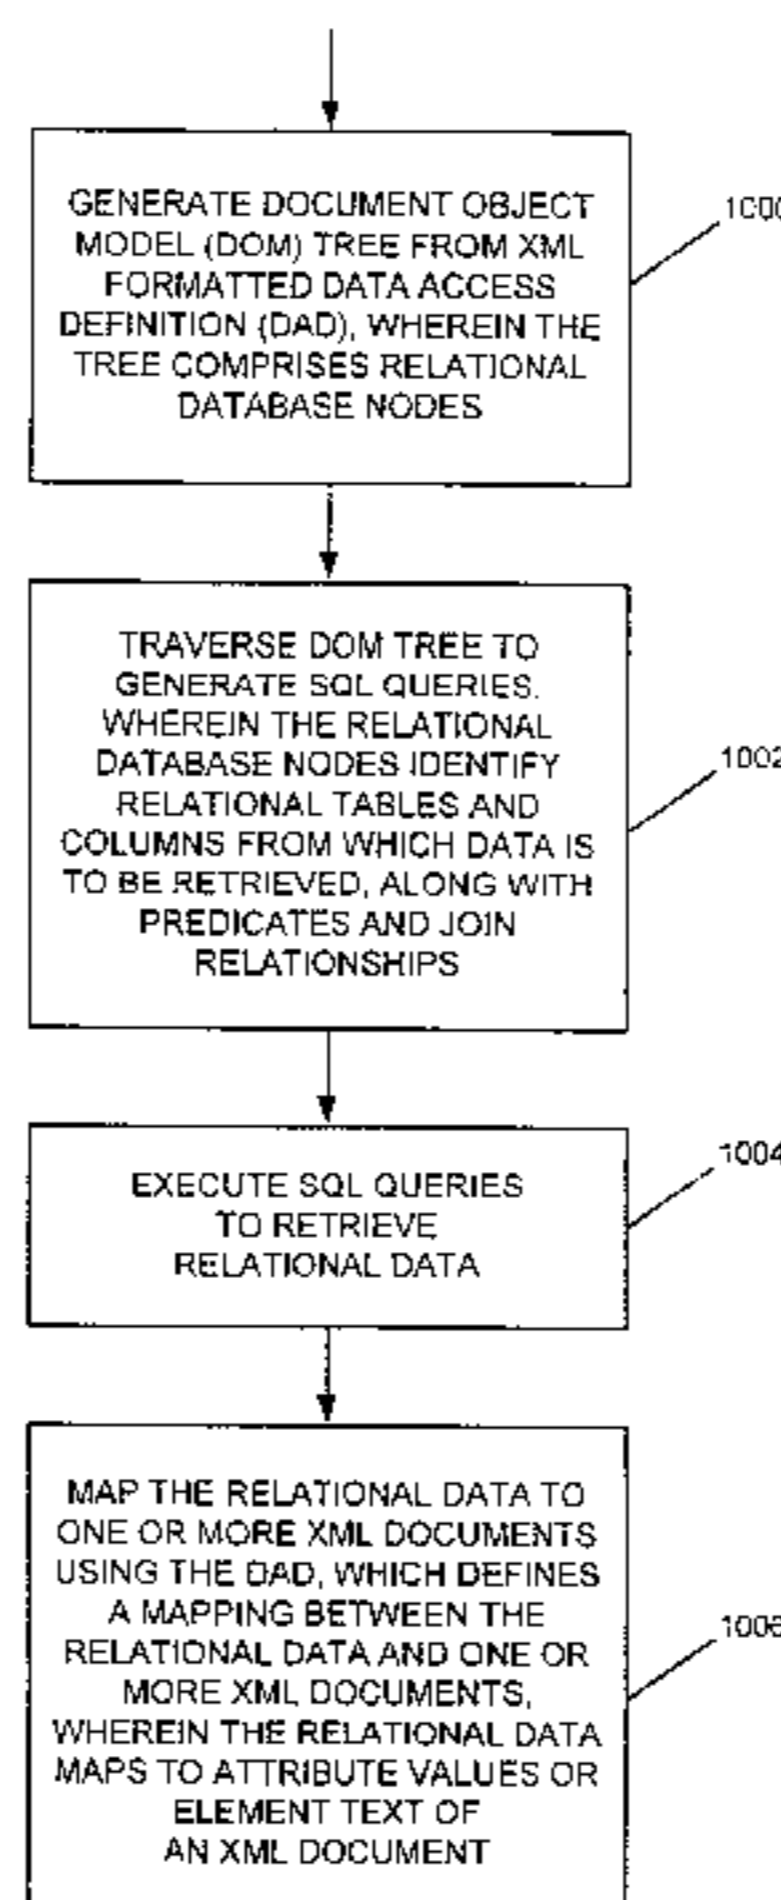 GENERATE DOCUMENT OBJECT
MODEL (DOM) TREE FROM XML
FORMATTED DATA ACCESS
DEFINITION (DAD), WHEREIN THE
TREE COMPRISES RELATIONAL
DATABASE NODES
1000
TRAVERSE DOM TREE TO
GENERATE SQL QUERIES.
WHEREIN THE RELATIONAL
DATABASE NODES IDENTIFY
RELATIONAL TABLES AND
COLUMNS FROM WHICH DATA IS
TO BE RETRIEVED, ALONG WITH
PREDICATES AND JOIN
RELATIONSHIPS
1002
EXECUTE SQL QUERIES
TO RETRIEVE
RELATIONAL DATA
1004
MAP THE RELATIONAL DATA TO
ONE OR MORE XML DOCUMENTS
USING THE DAD, WHICH DEFINES
A MAPPING BETWEEN THE
RELATIONAL DATA AND ONE OR
MORE XML DOCUMENTS,
WHEREIN THE RELATIONAL DATA
MAPS TO ATTRIBUTE VALUES OR
ELEMENT TEXT OF
AN XML DOCUMENT
1006